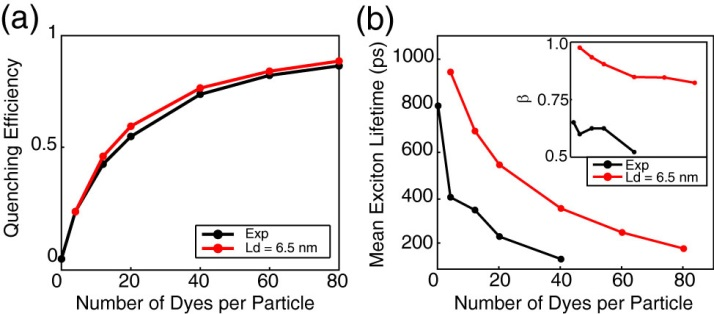 (a)
1
0.5
0
Quenching Efficiency
0 20 40 60 80
Number of Dyes per Particle
Exp
Ld = 6.5 nm
(b)
1000
800
600
400
200
Mean Exciton Lifetime (ps)
0 20 40 60 80
Number of Dyes per Particle
1.0
0.75
0.5
β
Exp
Ld = 6.5 nm